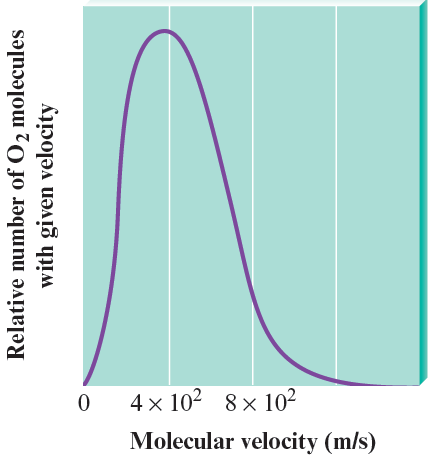 Relative number of O₂ molecules
with given velocity
0 4 × 10² 8 × 10²
Molecular velocity (m/s)